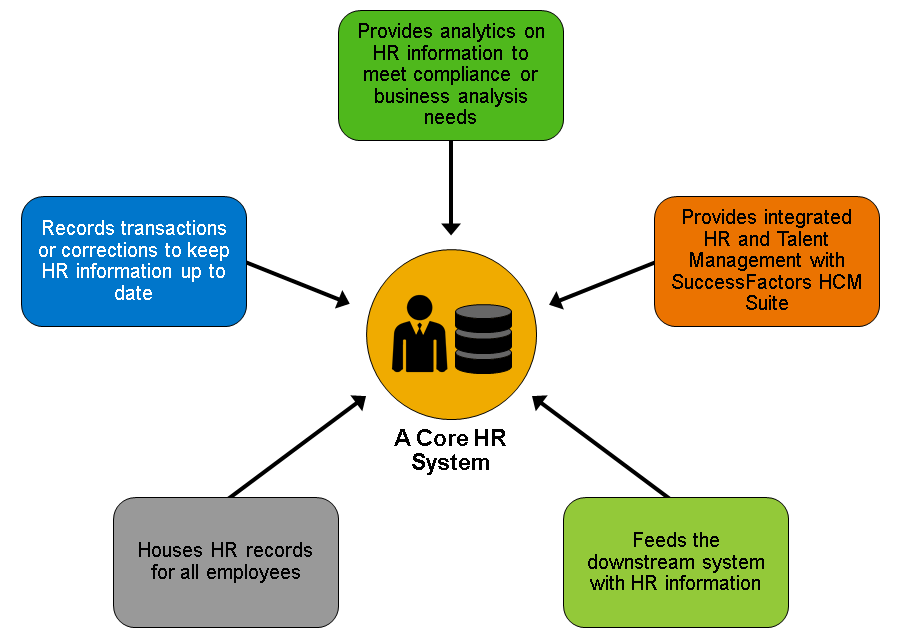 Provides analytics on
HR information to
meet compliance or
business analysis
needs
Records transactions
or corrections to keep
HR information up to
date
Provides integrated
HR and Talent
Management with
SuccessFactors HCM
Suite
A Core HR
System
Houses HR records
for all employees
Feeds the
downstream system
with HR information